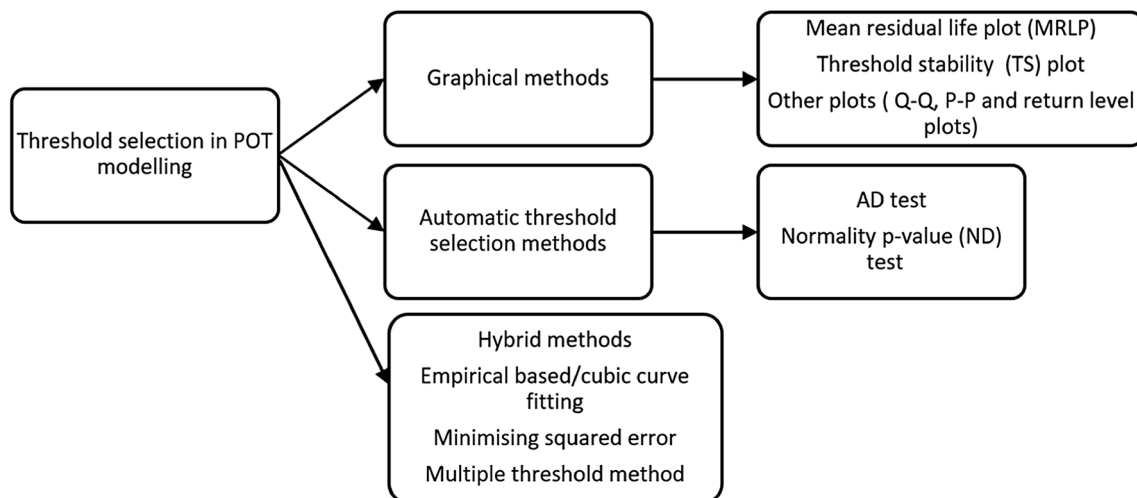 Threshold selection in POT
modelling
Graphical methods
Mean residual life plot (MRLP)
Threshold stability (TS) plot
Other plots ( Q-Q, P-P and return level
plots)
Automatic threshold
selection methods
AD test
Normality p-value (ND)
test
Hybrid methods
Empirical based/cubic curve
fitting
Minimising squared error
Multiple threshold method